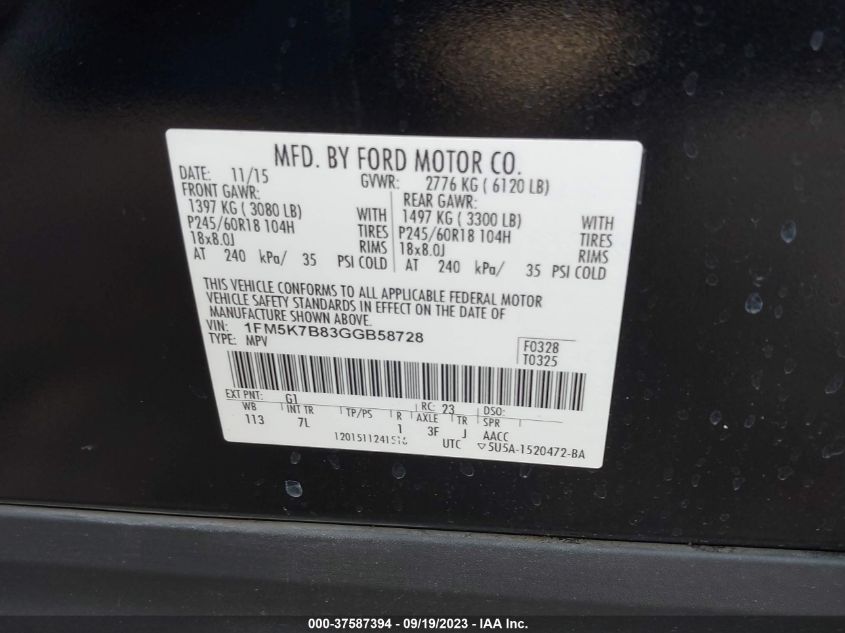 MFD. BY FORD MOTOR CO.
DATE: 11/15 GVWR: 2776 KG ( 6120 LB)
FRONT GAWR: REAR GAWR:
1397 KG ( 3080 LB) WITH 1497 KG ( 3300 LB) WITH
P245/60R18 104H TIRES P245/60R18 104H TIRES
18x8.0J RIMS 18x8.0J RIMS
AT 240 kPa/ 35 PSI COLD AT 240 kPa/ 35 PSI COLD
THIS VEHICLE CONFORMS TO ALL APPLICABLE FEDERAL MOTOR
VEHICLE SAFETY STANDARDS IN EFFECT ON THE DATE OF
MANUFACTURE SHOWN ABOVE.
VIN: 1FM5K7B83GGB58728
TYPE: MPV
F0328
T0325
EXT PNT: G1 RC: 23 DSO:
WB INT TR TP/PS R AXLE TR SPR
113 7L 1 3F J AACC
UTC ▽5U5A-1520472-BA
000-37587394 - 09/19/2023 - IAA Inc.